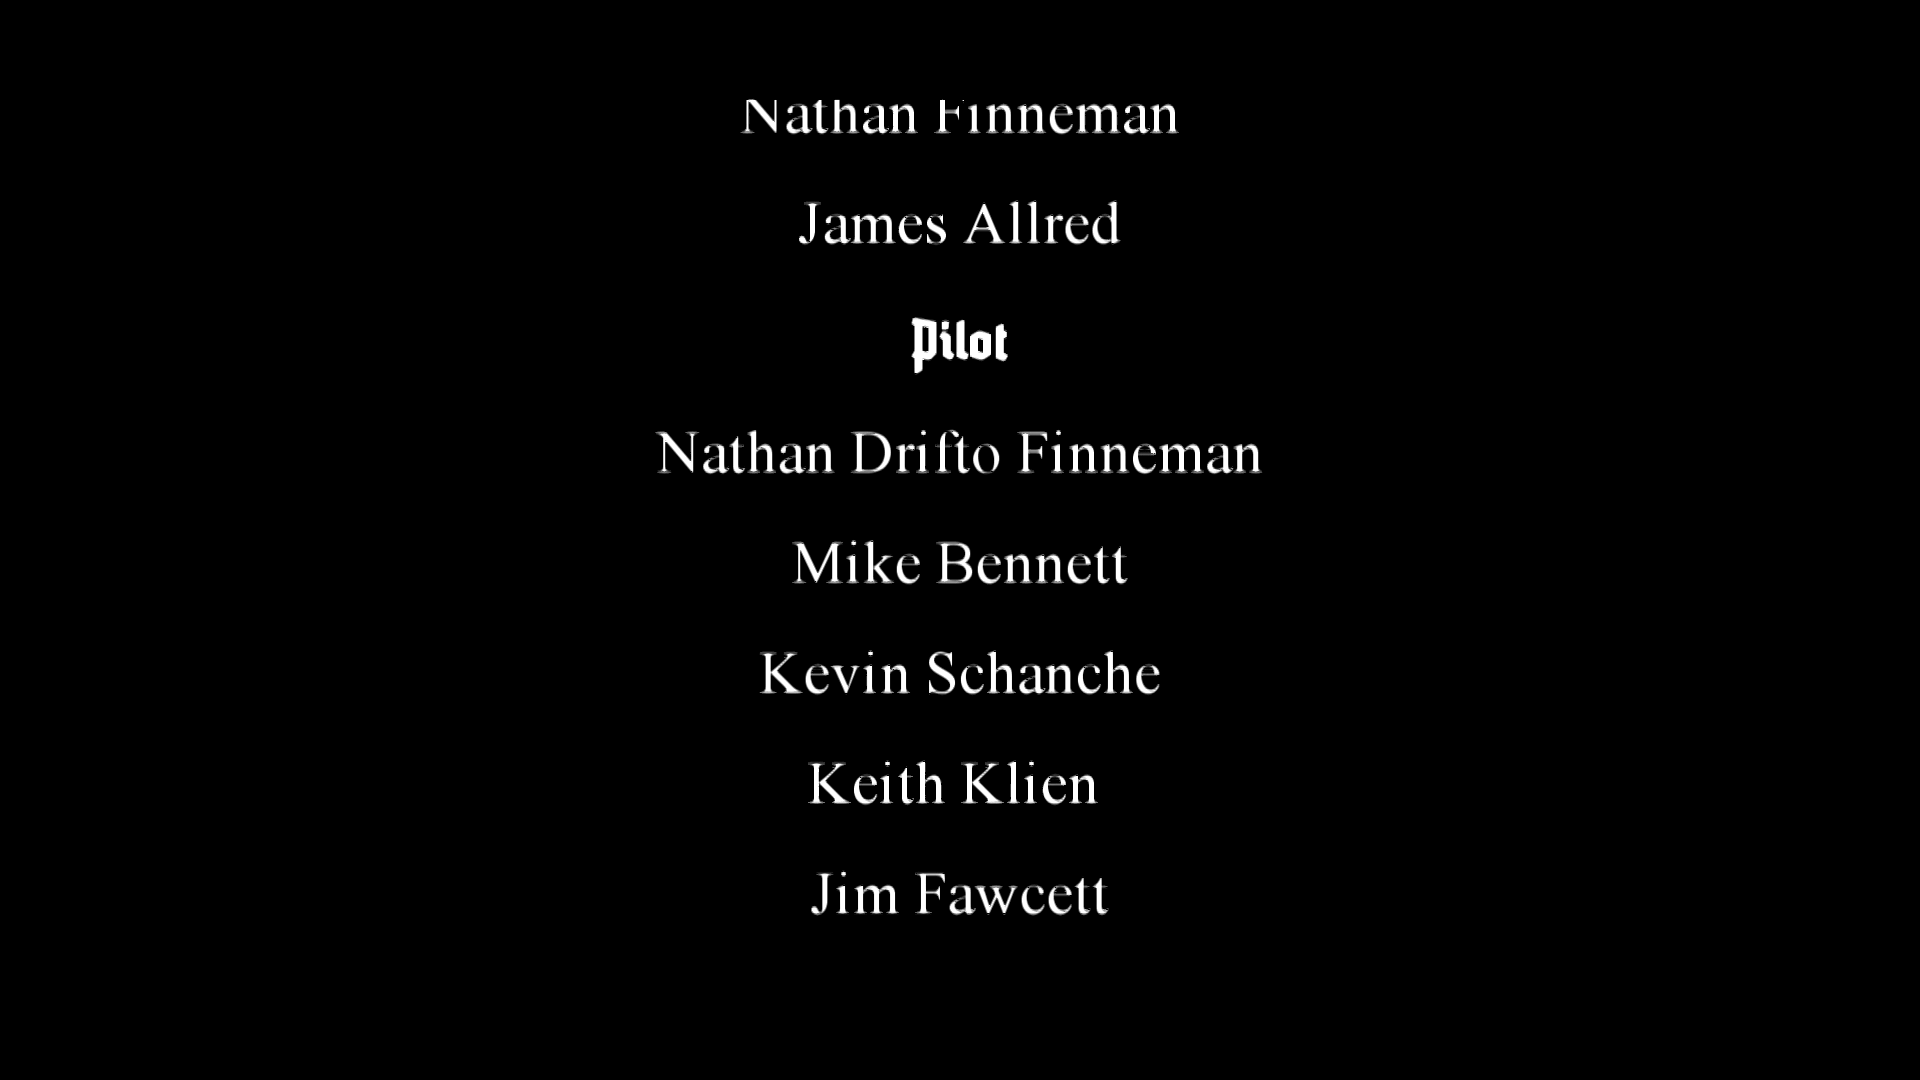 Nathan Finneman
James Allred
Pilot
Nathan Drifto Finneman
Mike Bennett
Kevin Schanche
Keith Klien
Jim Fawcett